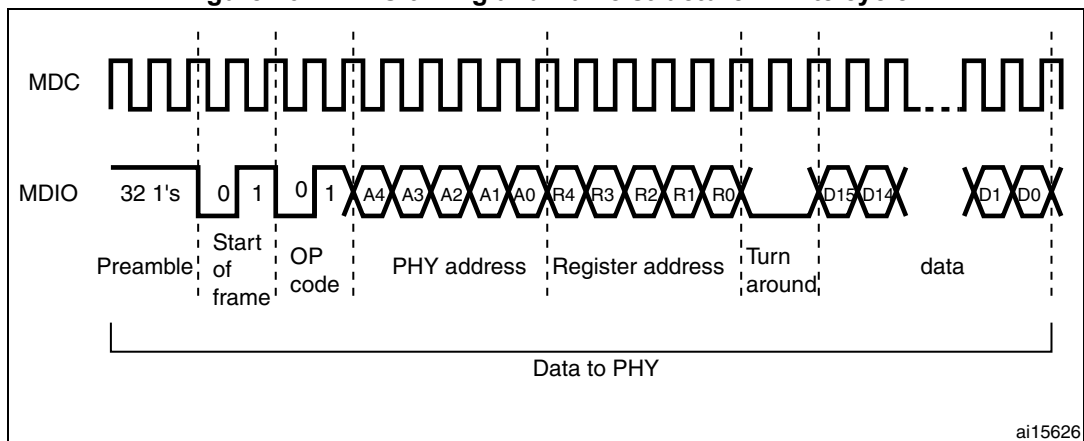 MDC
MDIO
32 1's 0 1 0 1 A4 A3 A2 A1 A0 R4 R3 R2 R1 R0 D15 D14 D1 D0
Preamble
Start
of
frame
OP
code
PHY address
Register address
Turn
around
data
Data to PHY
ai15626